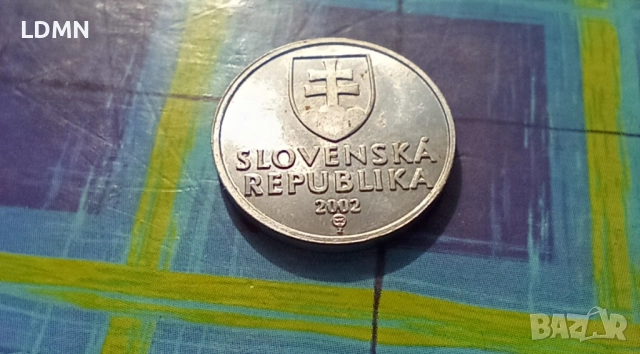 LDMN
SLOVENSKÁ
REPUBLIKA
2002
BAZAR